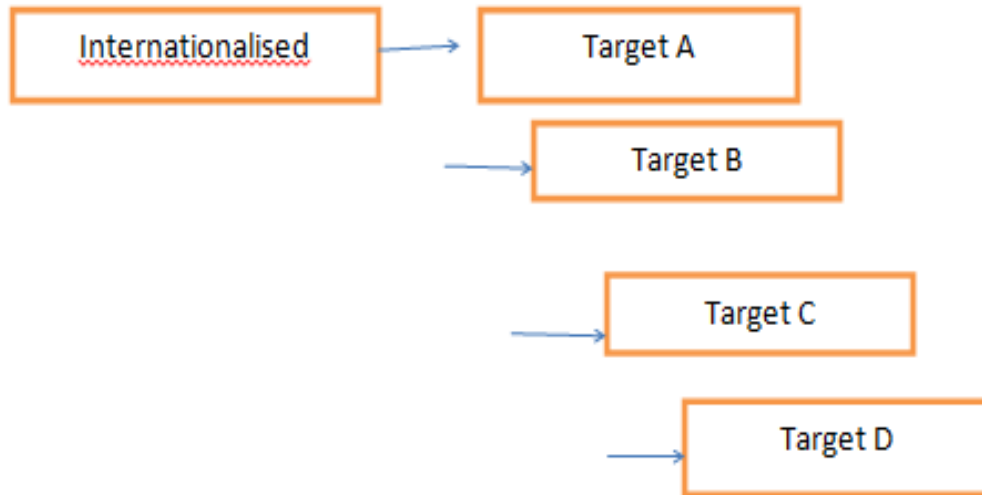 Internationalised
Target A
Target B
Target C
Target D